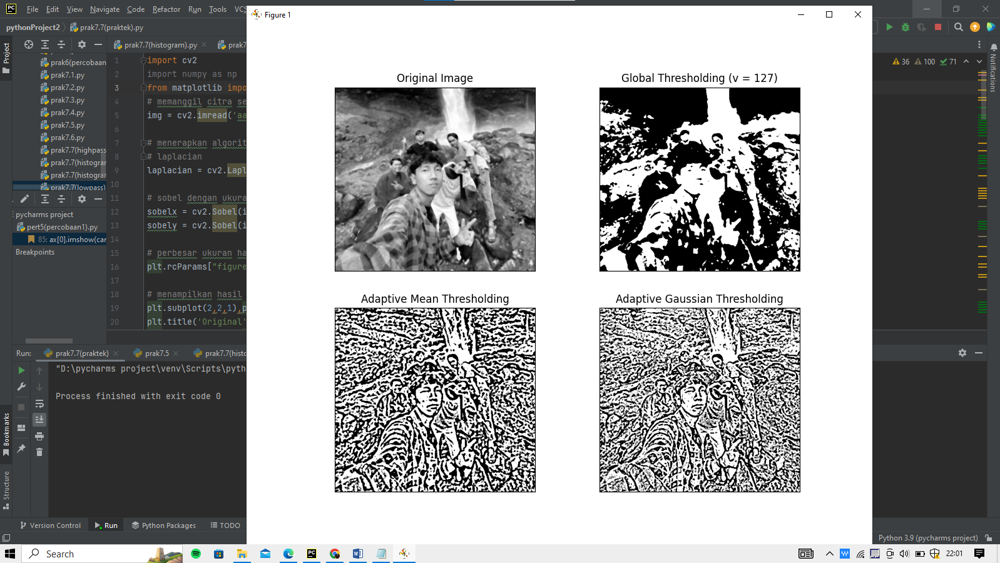 File Edit View Navigate Code Refactor Run Tools VCS
Figure 1
pythonProject2 prak7.7(praktek).py
prak7.7(histogram).py prak7
36 100 71
Project
prak6(percobaan
prak7.1.py
prak7.2.py
prak7.3.py
prak7.4.py
prak7.5.py
prak7.6.py
prak7.7(highpass
prak7.7(histogram
prak7.7(histogram
prak7.7(lowpass)
pycharms project
pert5(percobaan1).py
85: ax[0].imshow(car
Breakpoints
1 import cv2
2 import numpy as np
3 from matplotlib impo
4 # memanggil citra se
5 img = cv2.imread('aa
6
7 # menerapkan algorit
8 # laplacian
9 laplacian = cv2.Lapl
10
11 # sobel dengan ukura
12 sobelx = cv2.Sobel(i
13 sobely = cv2.Sobel(i
14
15 # perbesar ukuran ha
16 plt.rcParams["figure
17
18 # menampilkan hasil
19 plt.subplot(2,2,1),p
20 plt.title('Original'
Original Image
Global Thresholding (v = 127)
Adaptive Mean Thresholding
Adaptive Gaussian Thresholding
Notifications
Run: prak7.7(praktek) prak7.5 prak7.7(histo
"D:\pycharms project\venv\Scripts\pyth
Process finished with exit code 0
Bookmarks
Structure
Version Control Run Python Packages TODO
Python 3.9 (pycharms project)
Search
22:01